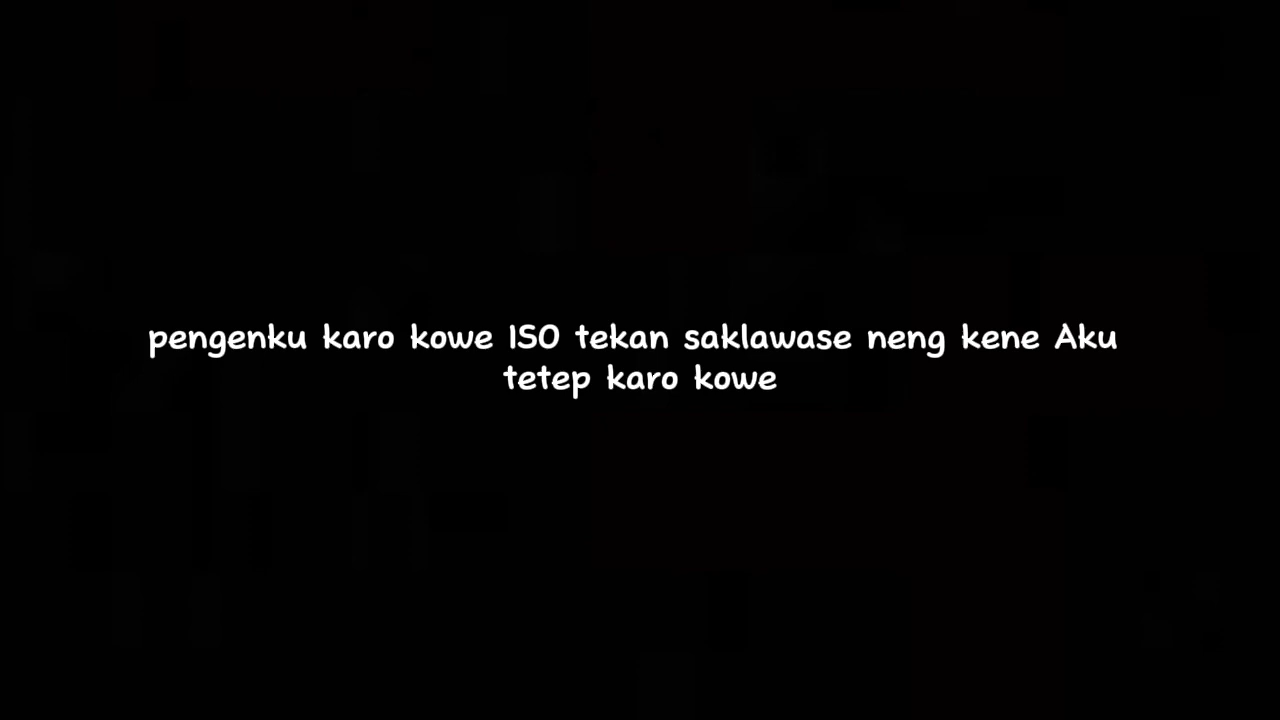 pengenku karo kowe ISO tekan saklawase neng kene Aku
tetep karo kowe